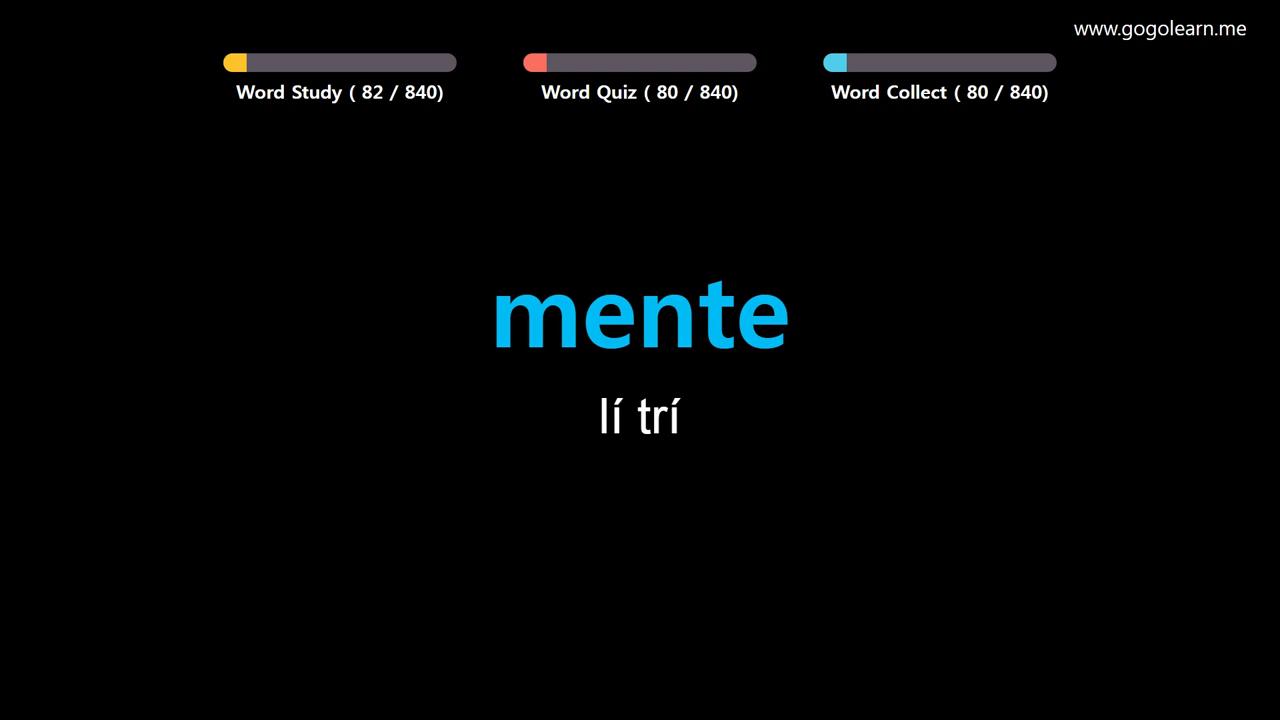 www.gogolearn.me
Word Study ( 82 / 840)
Word Quiz ( 80 / 840)
Word Collect ( 80 / 840)
mente
lí trí